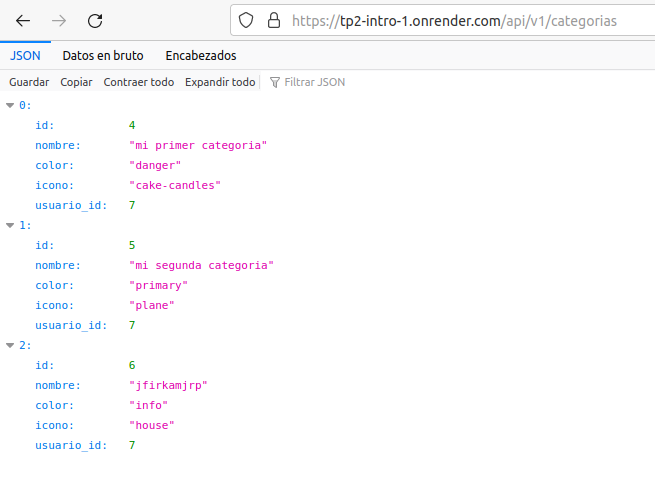 https://tp2-intro-1.onrender.com/api/v1/categorias
JSON Datos en bruto Encabezados
Guardar Copiar Contraer todo Expandir todo Filtrar JSON
0:
id: 4
nombre: "mi primer categoria"
color: "danger"
icono: "cake-candles"
usuario_id: 7
1:
id: 5
nombre: "mi segunda categoria"
color: "primary"
icono: "plane"
usuario_id: 7
2:
id: 6
nombre: "jfirkamjrp"
color: "info"
icono: "house"
usuario_id: 7